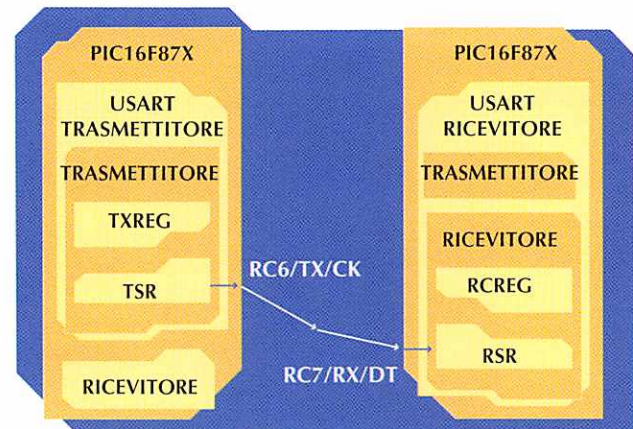 PIC16F87X
USART
TRASMETTITORE
TRASMETTITORE
TXREG
TSR
RICEVITORE
RC6/TX/CK
RC7/RX/DT
PIC16F87X
USART
RICEVITORE
TRASMETTITORE
RICEVITORE
RCREG
RSR